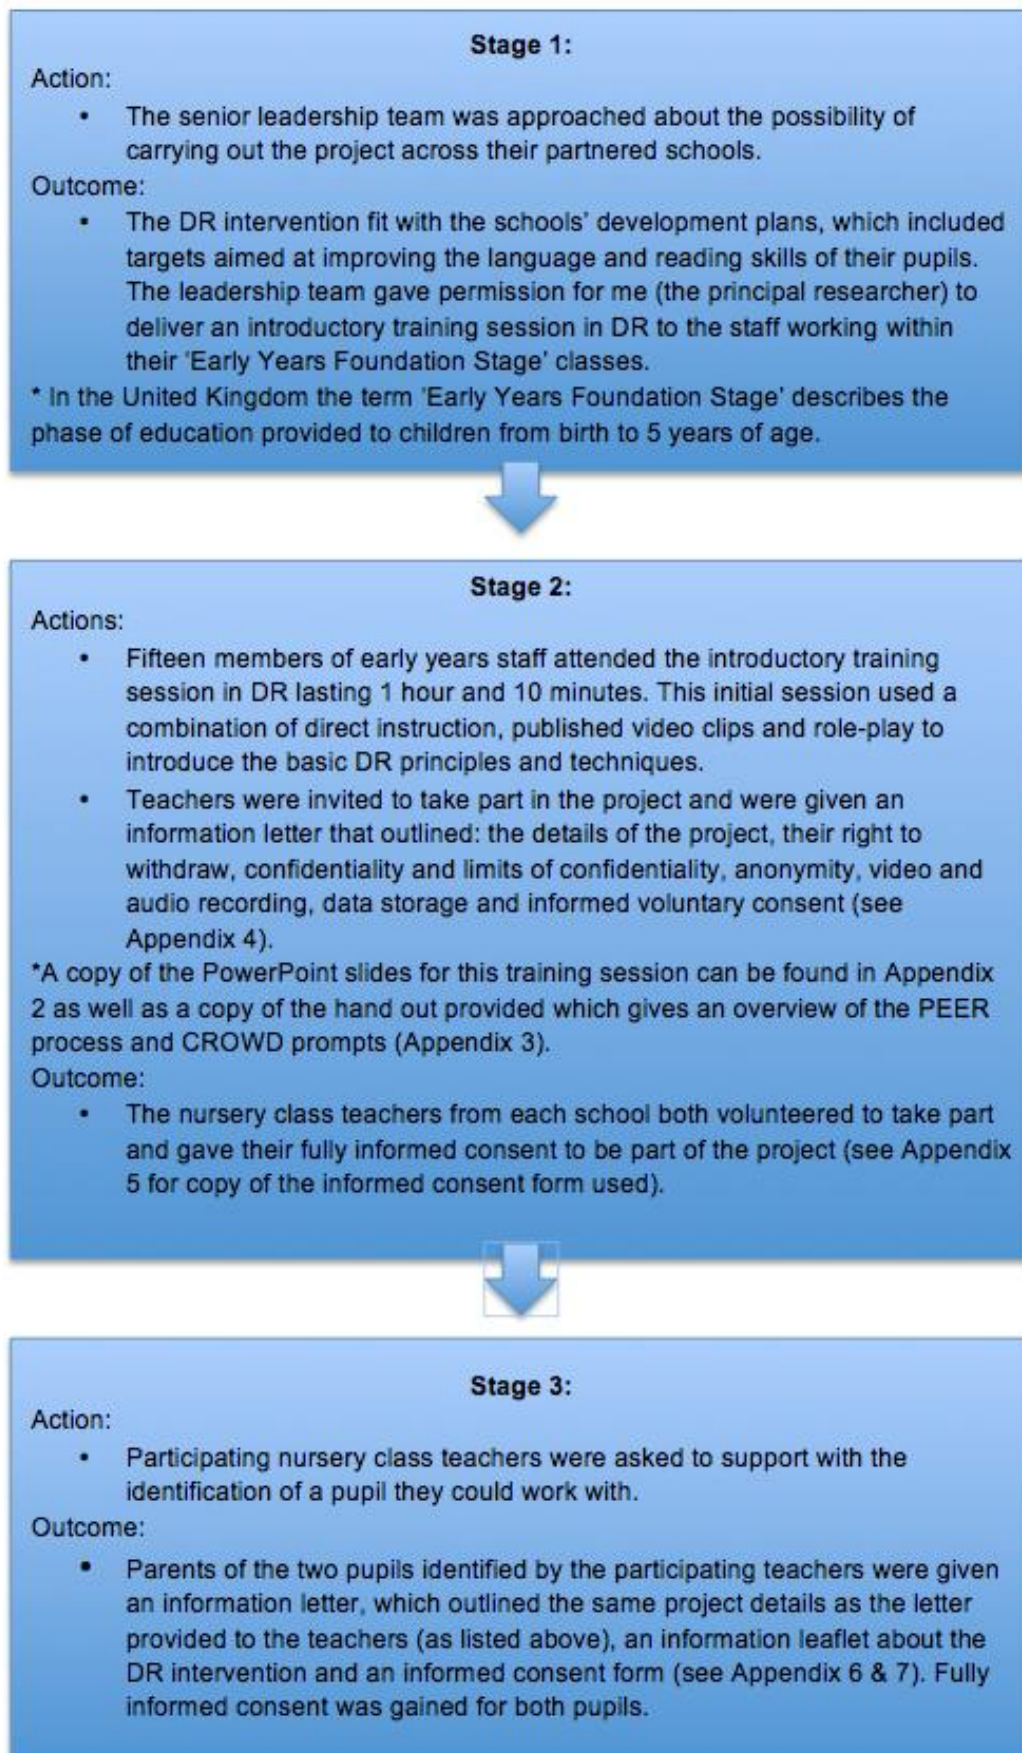 Stage 1:
Action:
• The senior leadership team was approached about the possibility of
carrying out the project across their partnered schools.
Outcome:
• The DR intervention fit with the schools' development plans, which included
targets aimed at improving the language and reading skills of their pupils.
The leadership team gave permission for me (the principal researcher) to
deliver an introductory training session in DR to the staff working within
their 'Early Years Foundation Stage' classes.
* In the United Kingdom the term 'Early Years Foundation Stage' describes the
phase of education provided to children from birth to 5 years of age.
Stage 2:
Actions:
• Fifteen members of early years staff attended the introductory training
session in DR lasting 1 hour and 10 minutes. This initial session used a
combination of direct instruction, published video clips and role-play to
introduce the basic DR principles and techniques.
• Teachers were invited to take part in the project and were given an
information letter that outlined: the details of the project, their right to
withdraw, confidentiality and limits of confidentiality, anonymity, video and
audio recording, data storage and informed voluntary consent (see
Appendix 4).
*A copy of the PowerPoint slides for this training session can be found in Appendix
2 as well as a copy of the hand out provided which gives an overview of the PEER
process and CROWD prompts (Appendix 3).
Outcome:
• The nursery class teachers from each school both volunteered to take part
and gave their fully informed consent to be part of the project (see Appendix
5 for copy of the informed consent form used).
Stage 3:
Action:
• Participating nursery class teachers were asked to support with the
identification of a pupil they could work with.
Outcome:
• Parents of the two pupils identified by the participating teachers were given
an information letter, which outlined the same project details as the letter
provided to the teachers (as listed above), an information leaflet about the
DR intervention and an informed consent form (see Appendix 6 & 7). Fully
informed consent was gained for both pupils.